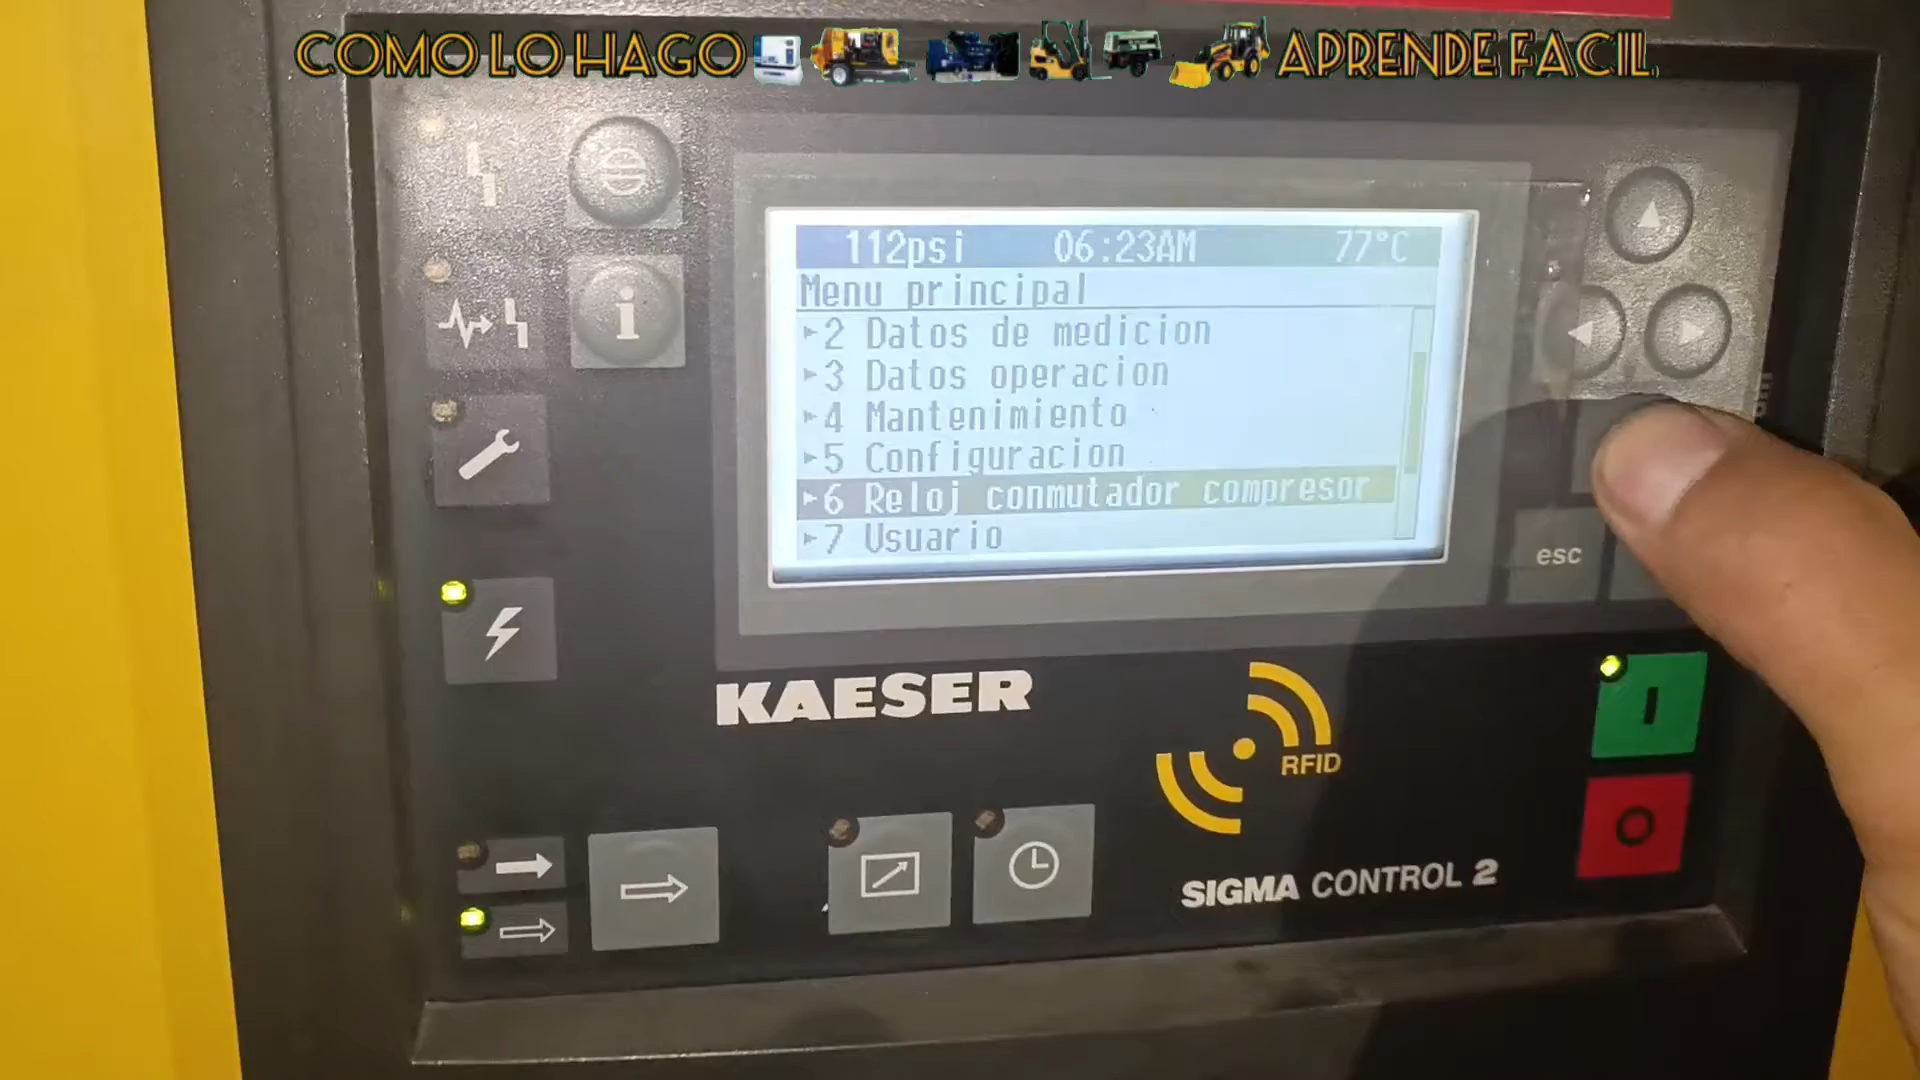 COMO LO HAGO APRENDE FACIL
112psi 06:23AM 77°C
Menu principal
►2 Datos de medicion
►3 Datos operacion
►4 Mantenimiento
►5 Configuracion
►6 Reloj conmutador compresor
►7 Usuario
i
esc
KAESER
RFID
I
O
SIGMA CONTROL 2